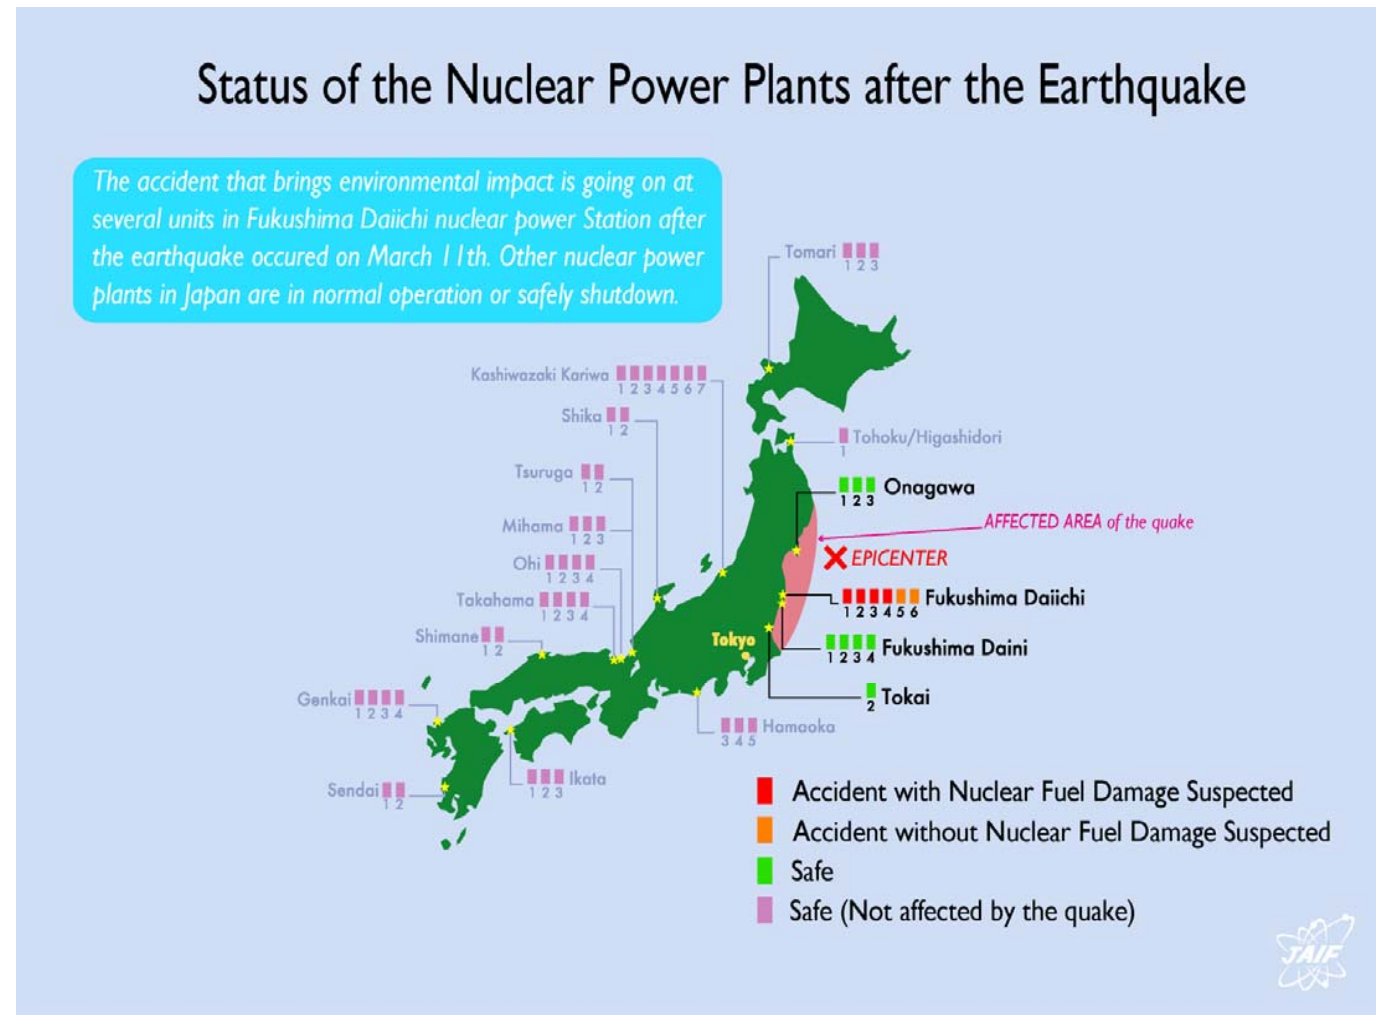 Status of the Nuclear Power Plants after the Earthquake
The accident that brings environmental impact is going on at
several units in Fukushima Daiichi nuclear power Station after
the earthquake occured on March 11th. Other nuclear power
plants in Japan are in normal operation or safely shutdown.
Tomari
1 2 3
Kashiwazaki Kariwa
1 2 3 4 5 6 7
Shika
1 2
Tohoku/Higashidori
1
Tsuruga
1 2
Onagawa
1 2 3
AFFECTED AREA of the quake
Mihama
1 2 3
EPICENTER
Ohi
1 2 3 4
Takahama
1 2 3 4
Fukushima Daiichi
1 2 3 4 5 6
Shimane
1 2
Tokyo
Fukushima Daini
1 2 3 4
Genkai
1 2 3 4
Tokai
2
Hamaoka
3 4 5
Ikata
1 2 3
Sendai
1 2
Accident with Nuclear Fuel Damage Suspected
Accident without Nuclear Fuel Damage Suspected
Safe
Safe (Not affected by the quake)
JAIF